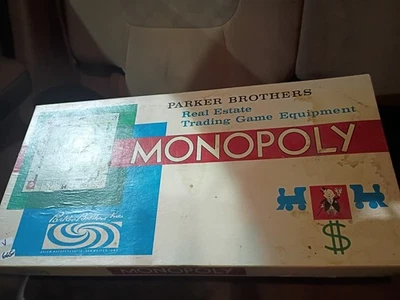 PARKER BROTHERS
Real Estate
Trading Game Equipment
MONOPOLY
$
MONOPOLY